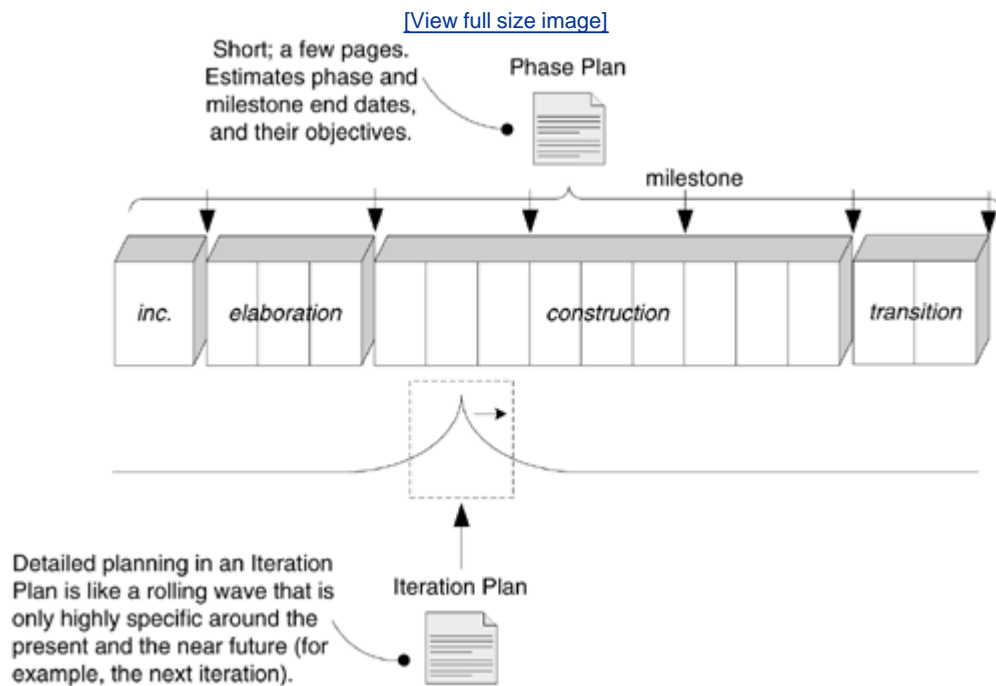 [View full size image]
Short; a few pages.
Estimates phase and
milestone end dates,
and their objectives.
Phase Plan
milestone
inc.
elaboration
construction
transition
Detailed planning in an Iteration
Plan is like a rolling wave that is
only highly specific around the
present and the near future (for
example, the next iteration).
Iteration Plan